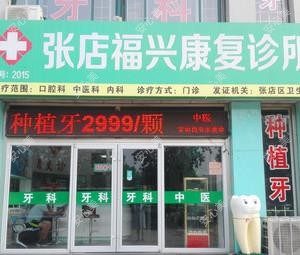 张店福兴康复诊所
号: 2015
疗范围: 口腔科 中医科 内科 诊疗方式: 门诊 发证机关: 张店区卫生
种植牙2999/颗
中医
种植牙
牙科 牙科 牙科 中医